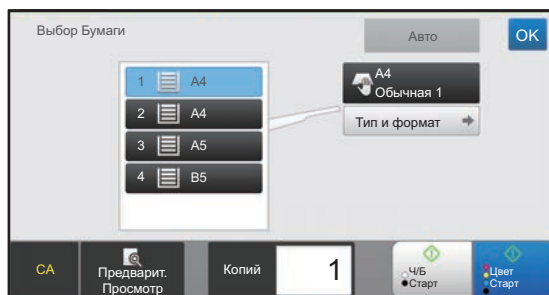 Выбор Бумаги
Авто
OK
1 A4
2 A4
3 A5
4 B5
A4
Обычная 1
Тип и формат
CA
Предварит.
Просмотр
Копий
1
Ч/Б
Старт
Цвет
Старт